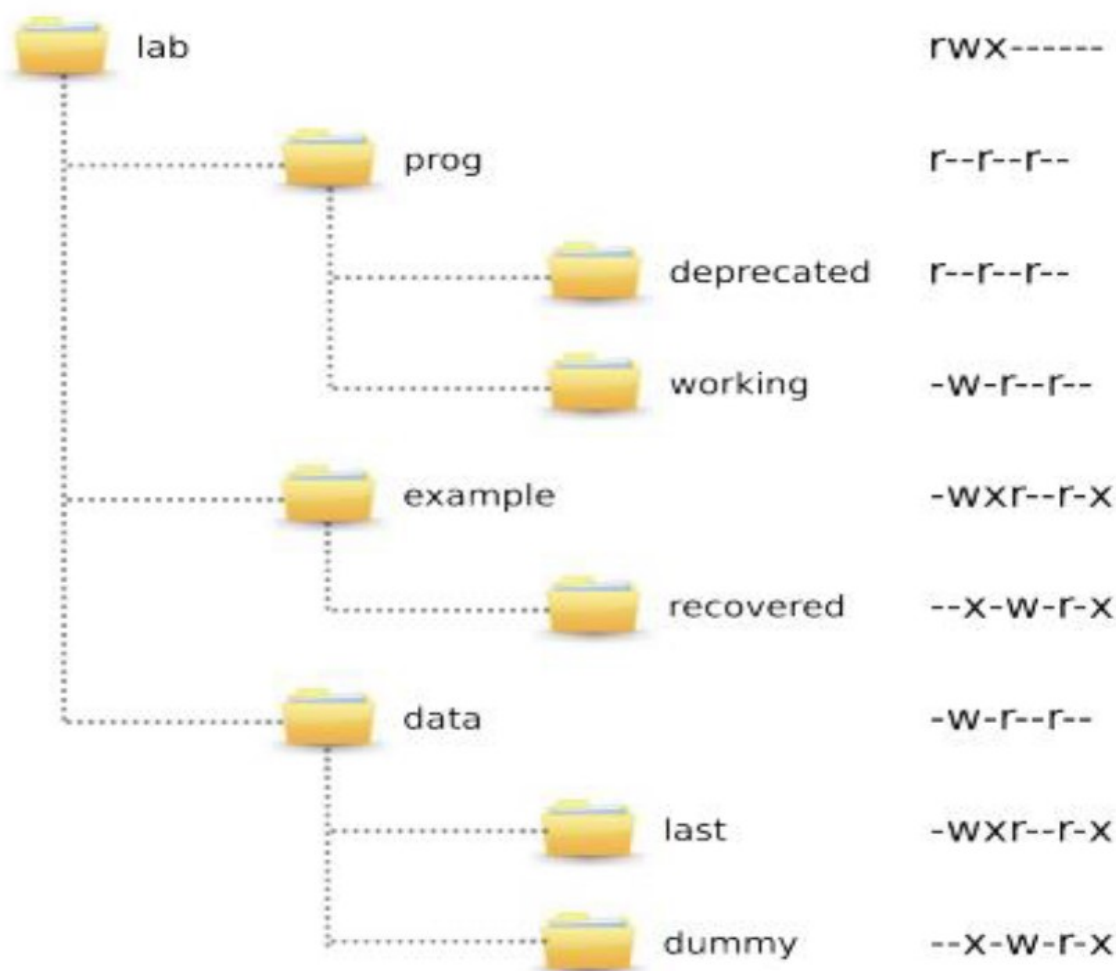 lab rwx------
prog r--r--r--
deprecated r--r--r--
working -w-r--r--
example -wxr--r-x
recovered --x-w-r-x
data -w-r--r--
last -wxr--r-x
dummy --x-w-r-x